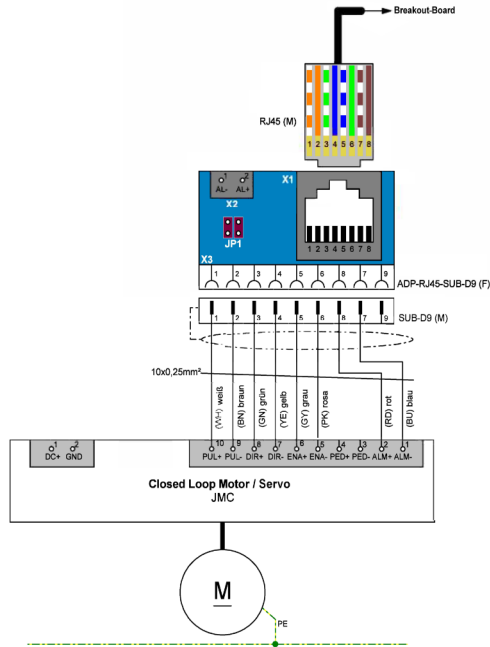 Breakout-Board
RJ45 (M)
1 2 3 4 5 6 7 8
1 2
AL- AL+
X1
X2
JP1
1 2 3 4 5 6 7 8
X3
1 2 3 4 5 6 8 7 9
ADP-RJ45-SUB-D9 (F)
SUB-D9 (M)
1 2 3 4 5 6 8 7 9
10x0,25mm²
(WH) weiß
(BN) braun
(GN) grün
(YE) gelb
(GY) grau
(PK) rosa
(RD) rot
(BU) blau
1 2
DC+ GND
10 9 8 7 6 5 4 3 2 1
PUL+ PUL- DIR+ DIR- ENA+ ENA- PED+ PED- ALM+ ALM-
Closed Loop Motor / Servo
JMC
M
PE